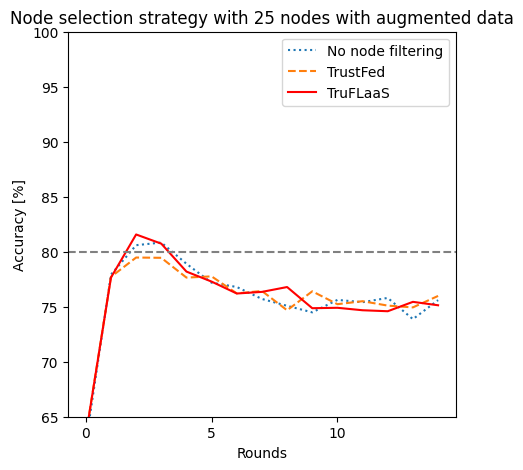 Node selection strategy with 25 nodes with augmented data
100
95
90
85
80
75
70
65
Accuracy [%]
No node filtering
TrustFed
TruFLaaS
0
5
10
Rounds